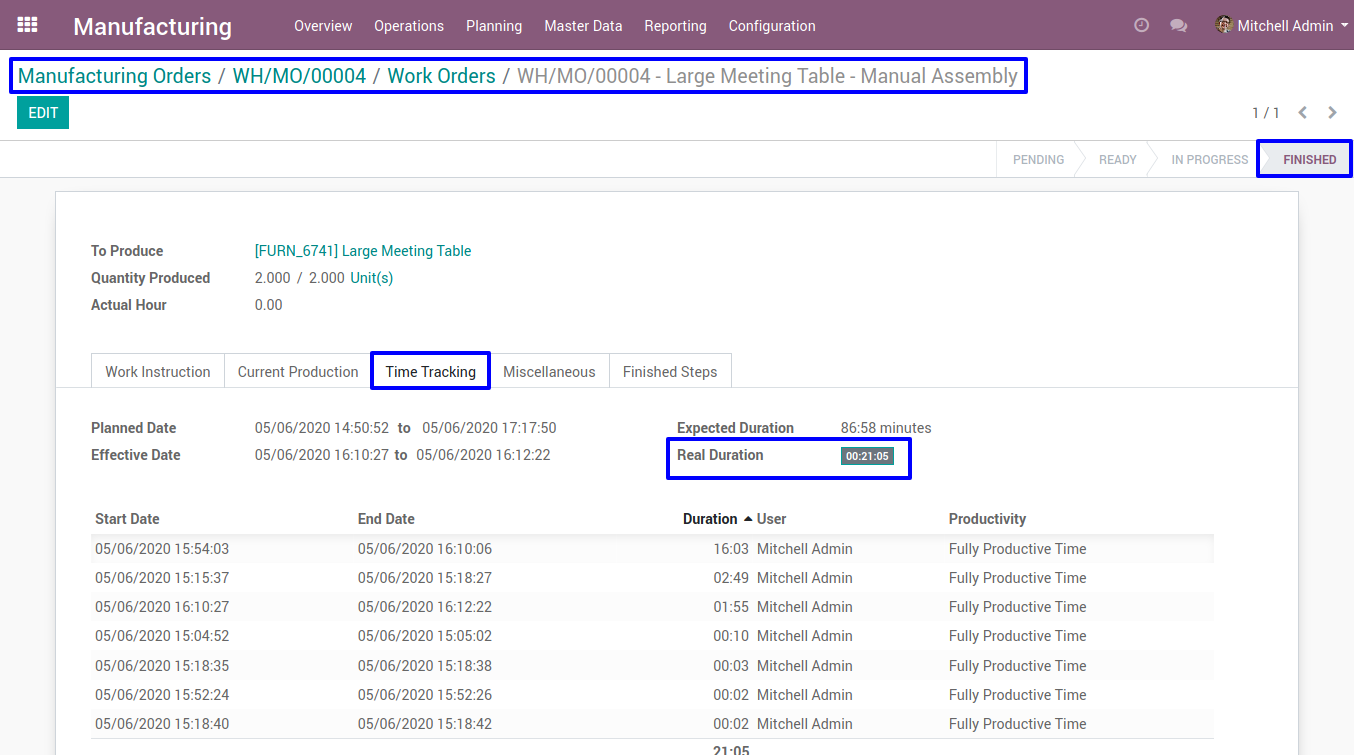 Manufacturing Overview Operations Planning Master Data Reporting Configuration Mitchell Admin
Manufacturing Orders / WH/MO/00004 / Work Orders / WH/MO/00004 - Large Meeting Table - Manual Assembly
EDIT 1 / 1
PENDING READY IN PROGRESS FINISHED
To Produce [FURN_6741] Large Meeting Table
Quantity Produced 2.000 / 2.000 Unit(s)
Actual Hour 0.00
Work Instruction Current Production Time Tracking Miscellaneous Finished Steps
Planned Date 05/06/2020 14:50:52 to 05/06/2020 17:17:50 Expected Duration 86:58 minutes
Effective Date 05/06/2020 16:10:27 to 05/06/2020 16:12:22 Real Duration 00:21:05
Start Date End Date Duration User Productivity
05/06/2020 15:54:03 05/06/2020 16:10:06 16:03 Mitchell Admin Fully Productive Time
05/06/2020 15:15:37 05/06/2020 15:18:27 02:49 Mitchell Admin Fully Productive Time
05/06/2020 16:10:27 05/06/2020 16:12:22 01:55 Mitchell Admin Fully Productive Time
05/06/2020 15:04:52 05/06/2020 15:05:02 00:10 Mitchell Admin Fully Productive Time
05/06/2020 15:18:35 05/06/2020 15:18:38 00:03 Mitchell Admin Fully Productive Time
05/06/2020 15:52:24 05/06/2020 15:52:26 00:02 Mitchell Admin Fully Productive Time
05/06/2020 15:18:40 05/06/2020 15:18:42 00:02 Mitchell Admin Fully Productive Time
21:05